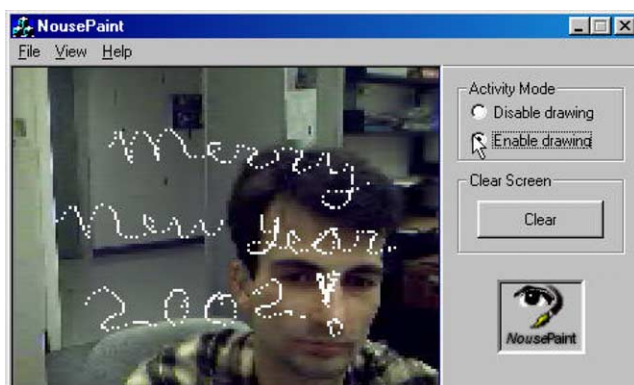 NousePaint
File View Help
Merry
New Year
2002!
Activity Mode
Disable drawing
Enable drawing
Clear Screen
Clear
NousePaint